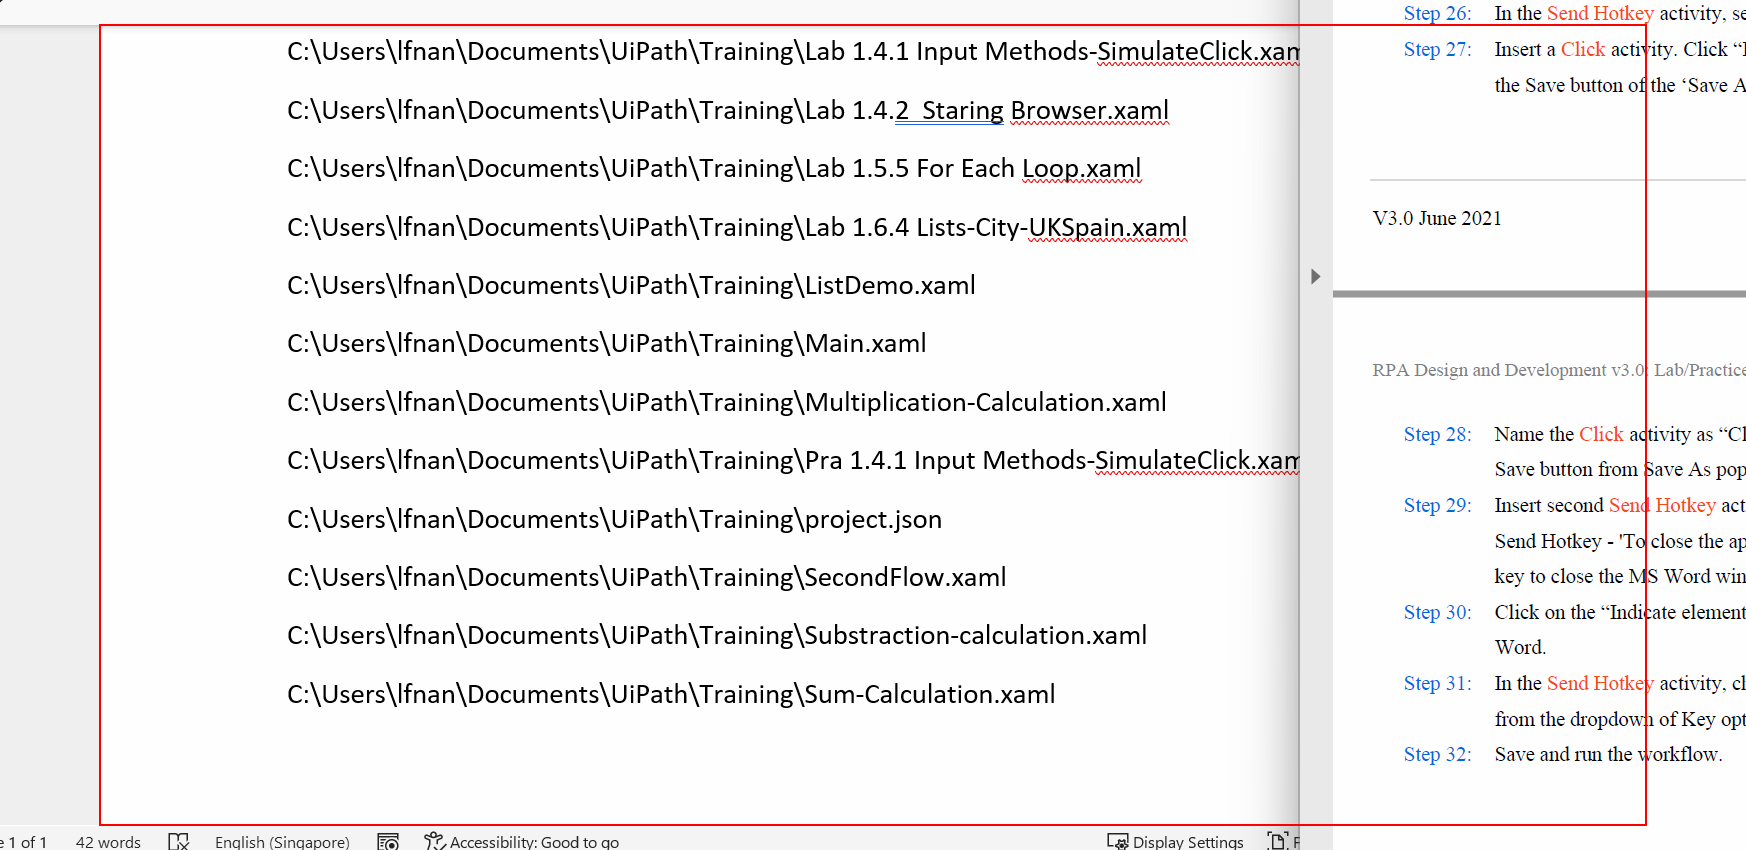 C:\Users\lfnan\Documents\UiPath\Training\Lab 1.4.1 Input Methods-SimulateClick.xam
C:\Users\lfnan\Documents\UiPath\Training\Lab 1.4.2  Staring Browser.xaml
C:\Users\lfnan\Documents\UiPath\Training\Lab 1.5.5 For Each Loop.xaml
C:\Users\lfnan\Documents\UiPath\Training\Lab 1.6.4 Lists-City-UKSpain.xaml
C:\Users\lfnan\Documents\UiPath\Training\ListDemo.xaml
C:\Users\lfnan\Documents\UiPath\Training\Main.xaml
C:\Users\lfnan\Documents\UiPath\Training\Multiplication-Calculation.xaml
C:\Users\lfnan\Documents\UiPath\Training\Pra 1.4.1 Input Methods-SimulateClick.xam
C:\Users\lfnan\Documents\UiPath\Training\project.json
C:\Users\lfnan\Documents\UiPath\Training\SecondFlow.xaml
C:\Users\lfnan\Documents\UiPath\Training\Substraction-calculation.xaml
C:\Users\lfnan\Documents\UiPath\Training\Sum-Calculation.xaml
1 of 1 42 words English (Singapore) Accessibility: Good to go Display Settings
Step 26: In the Send Hotkey activity, se
Step 27: Insert a Click activity. Click “
the Save button of the ‘Save A
V3.0 June 2021
RPA Design and Development v3.0: Lab/Practice
Step 28: Name the Click activity as “Cl
Save button from Save As pop
Step 29: Insert second Send Hotkey act
Send Hotkey - 'To close the ap
key to close the MS Word win
Step 30: Click on the “Indicate element
Word.
Step 31: In the Send Hotkey activity, ch
from the dropdown of Key opt
Step 32: Save and run the workflow.